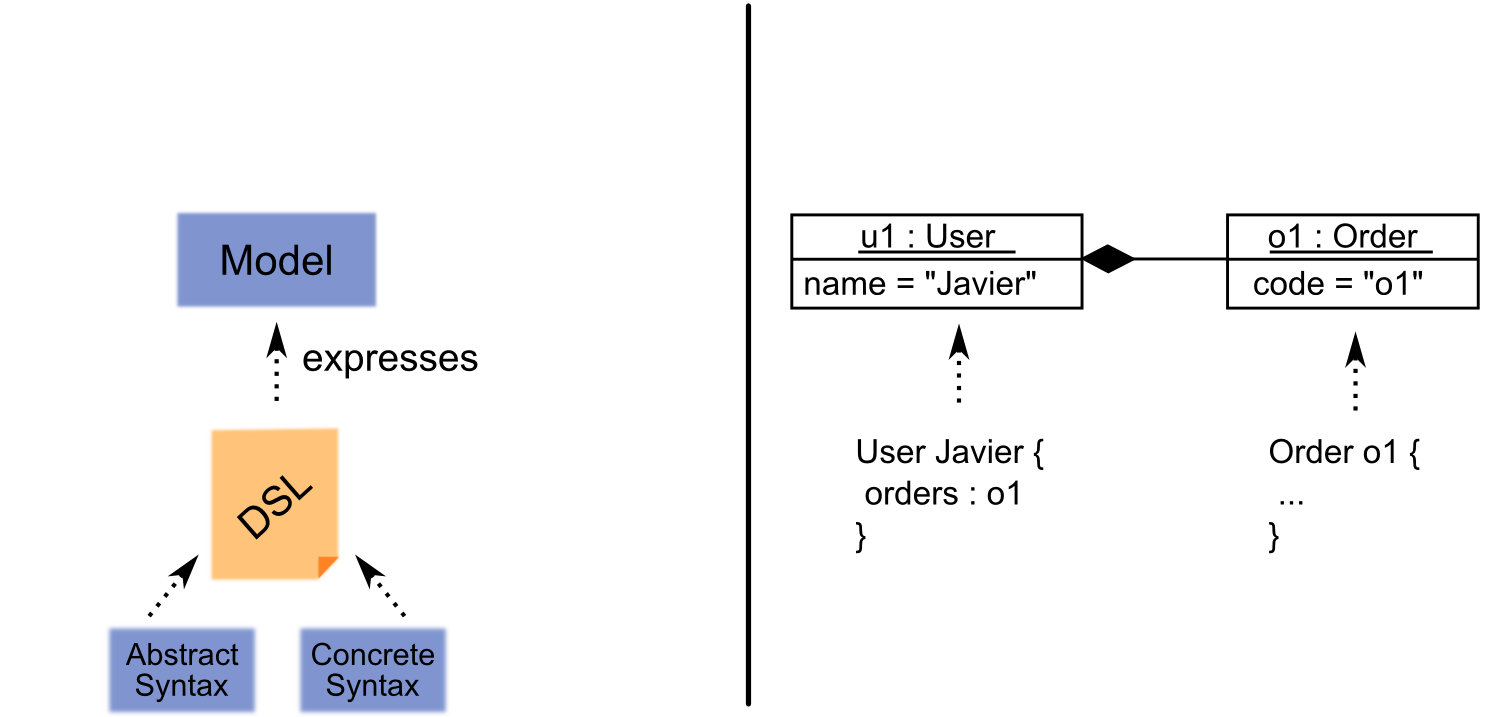 Model
expresses
DSL
Abstract
Syntax
Concrete
Syntax
u1 : User
name = "Javier"
o1 : Order
code = "o1"
User Javier {
orders : o1
}
Order o1 {
...
}